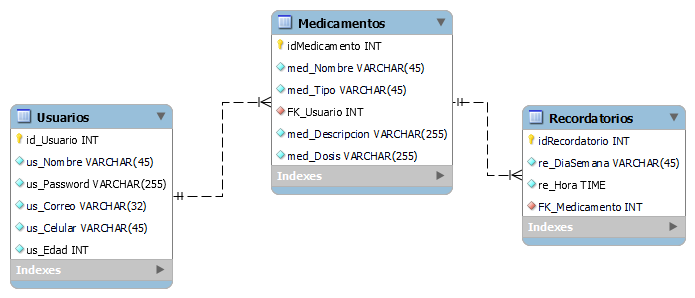 Usuarios
id_Usuario INT
us_Nombre VARCHAR(45)
us_Password VARCHAR(255)
us_Correo VARCHAR(32)
us_Celular VARCHAR(45)
us_Edad INT
Indexes
Medicamentos
idMedicamento INT
med_Nombre VARCHAR(45)
med_Tipo VARCHAR(45)
FK_Usuario INT
med_Descripcion VARCHAR(255)
med_Dosis VARCHAR(255)
Indexes
Recordatorios
idRecordatorio INT
re_DiaSemana VARCHAR(45)
re_Hora TIME
FK_Medicamento INT
Indexes